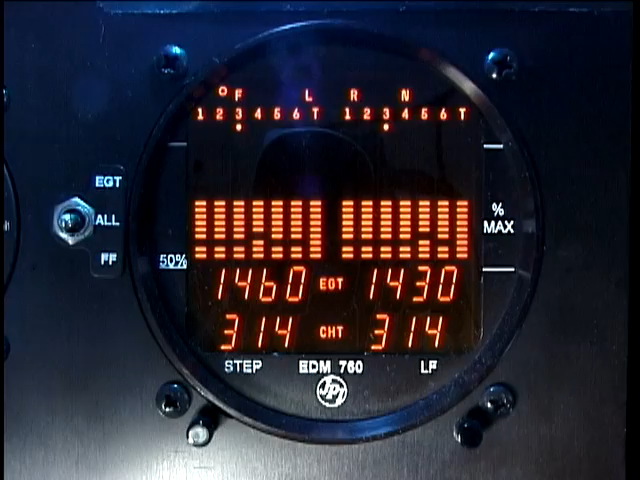 °F L R N
1 2 3 4 5 6 T 1 2 3 4 5 6 T
EGT
ALL
FF
%
MAX
50%
1460 EGT 1430
314 CHT 314
STEP EDM 760 LF
JPI